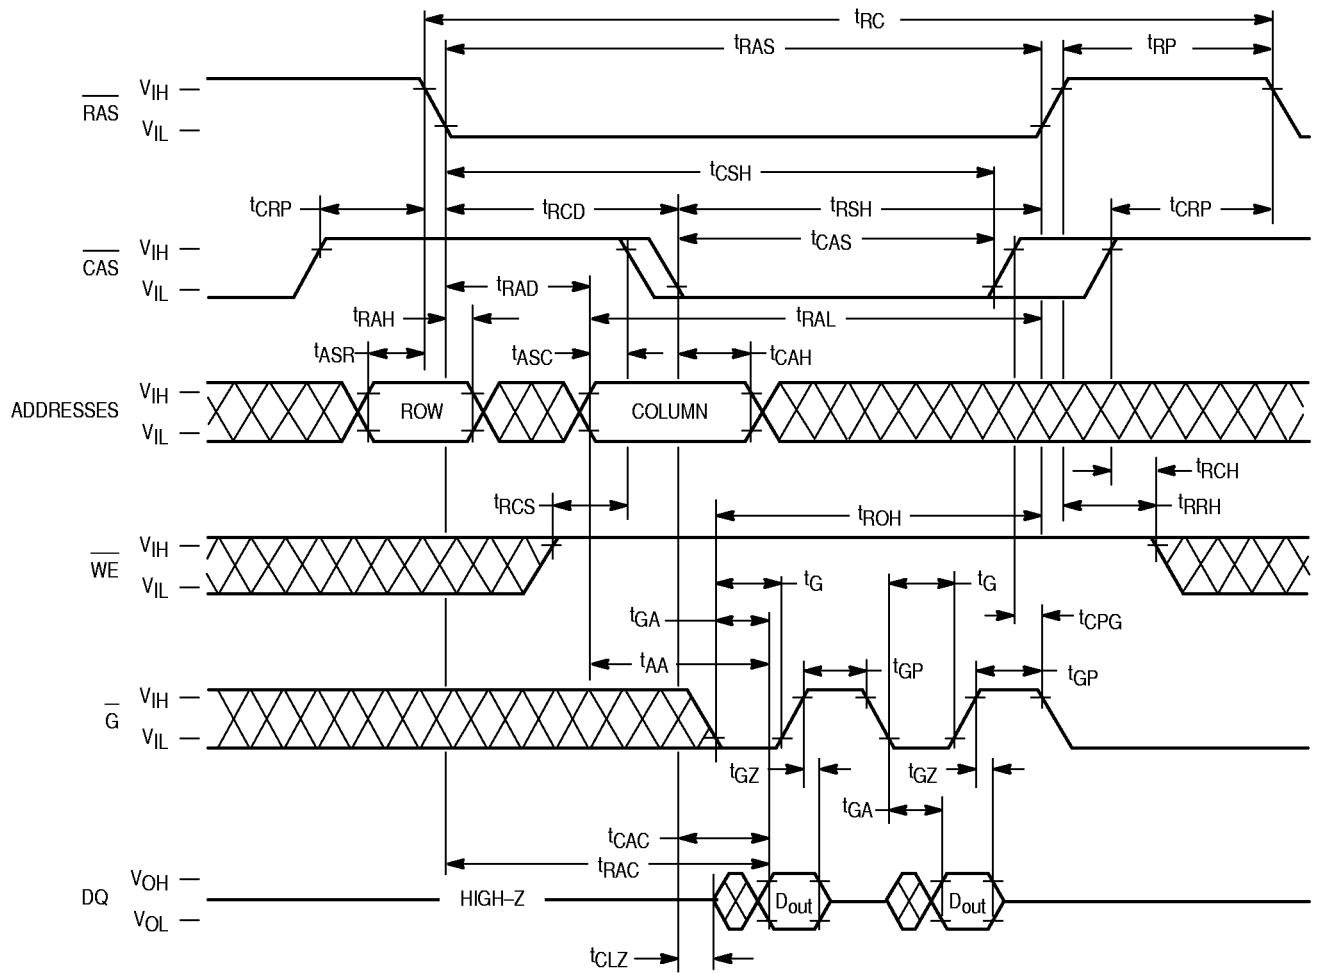 tRC
tRAS
tRP
RAS
VIH
VIL
tCSH
tCRP
tRCD
tRSH
tCRP
CAS
VIH
VIL
tCAS
tRAD
tRAH
tRAL
tASR
tASC
tCAH
ADDRESSES
VIH
VIL
ROW
COLUMN
tRCH
tRCS
tROH
tRRH
WE
VIH
VIL
tG
tG
tGA
tCPG
tAA
tGP
tGP
G
VIH
VIL
tGZ
tGZ
tGA
tCAC
tRAC
DQ
VOH
VOL
HIGH–Z
Dout
Dout
tCLZ